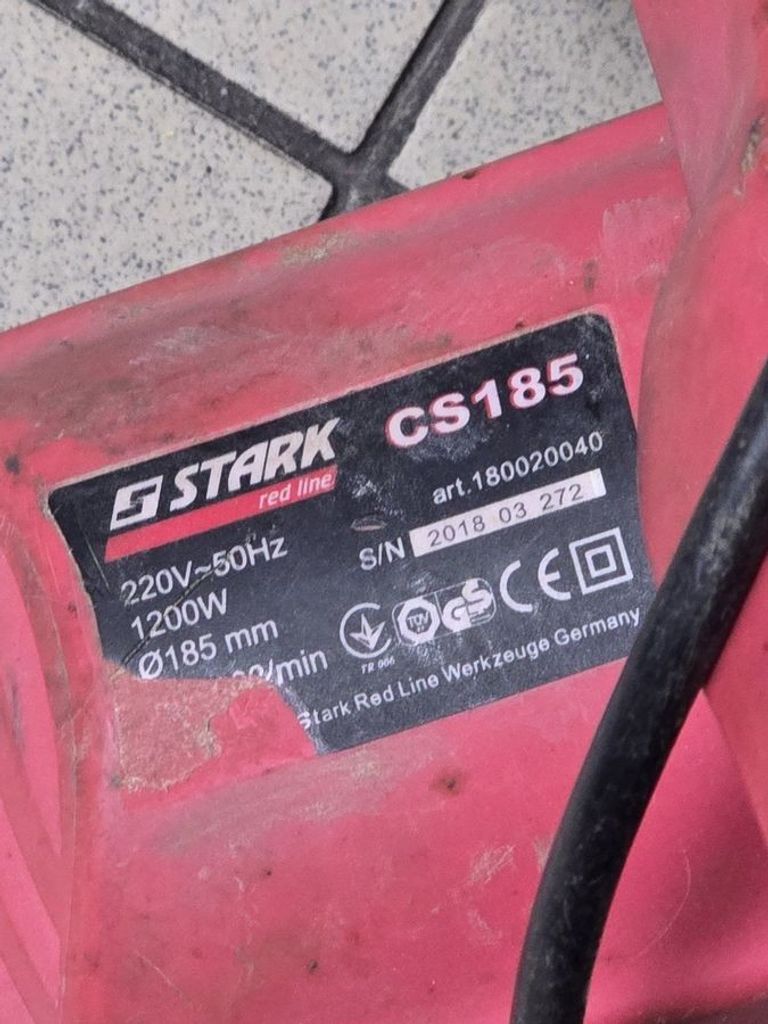 STARK
red line
CS185
art.180020040
S/N 2018 03 272
220V~50Hz
1200W
Ø185 mm
/min
TÜV
GS
CE
TR 066
Stark Red Line Werkzeuge Germany